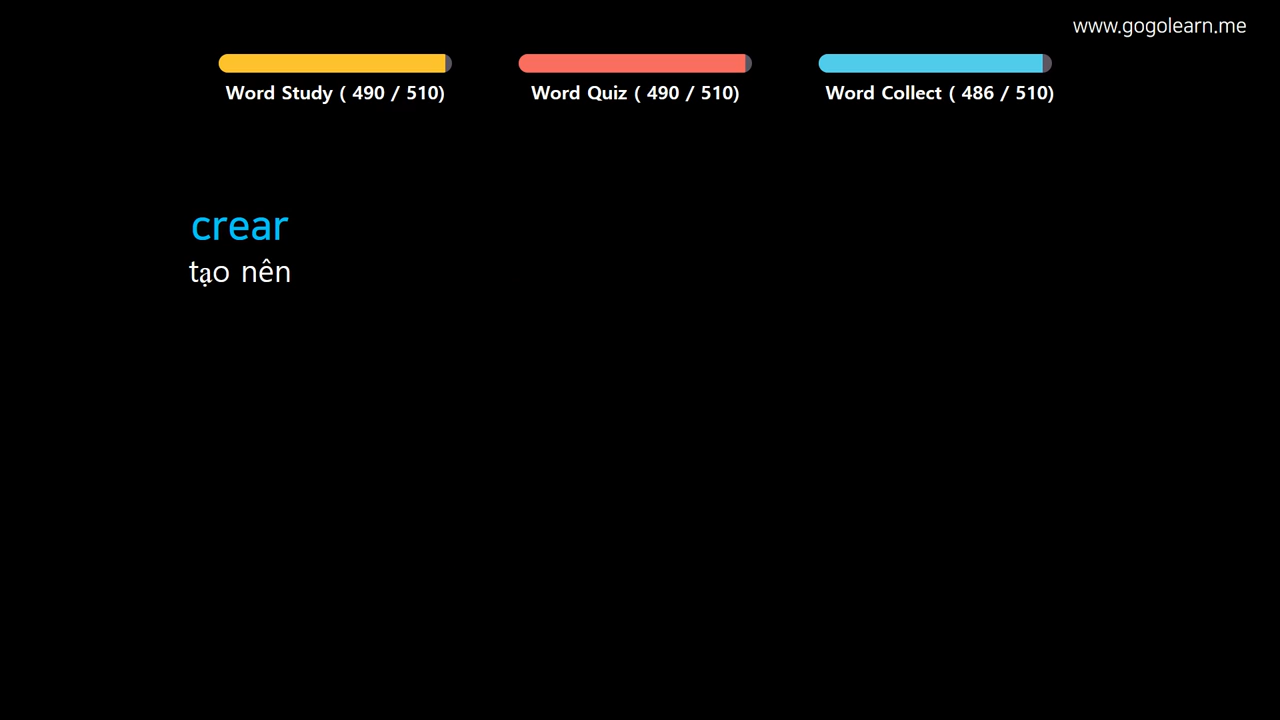 www.gogolearn.me
Word Study ( 490 / 510)
Word Quiz ( 490 / 510)
Word Collect ( 486 / 510)
crear
tạo nên